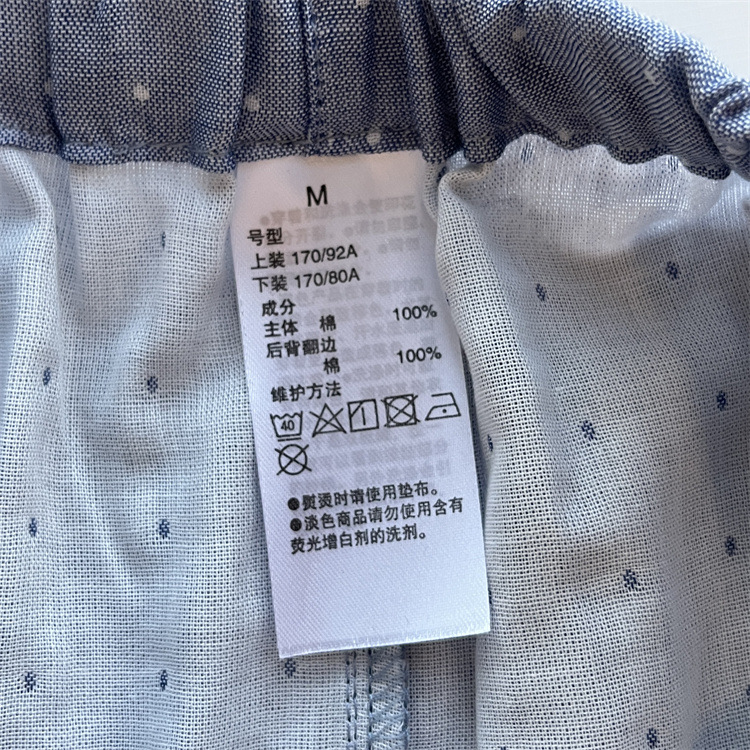 M
号型
上装 170/92A
下装 170/80A
成分
主体 棉 100%
后背翻边
棉 100%
维护方法
40
●熨烫时请使用垫布。
●淡色商品请勿使用含有
荧光增白剂的洗剂。